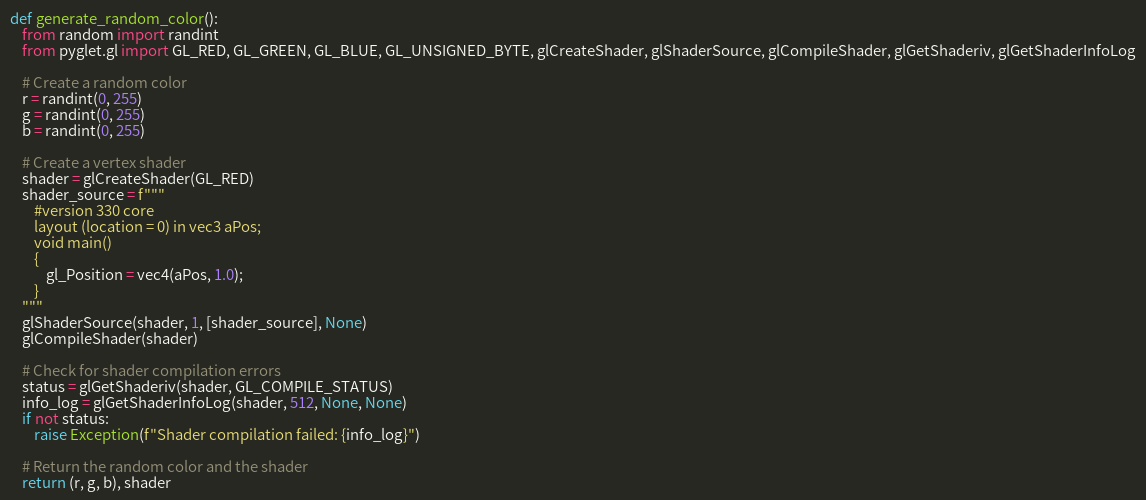 def generate_random_color():
from random import randint
from pyglet.gl import GL_RED, GL_GREEN, GL_BLUE, GL_UNSIGNED_BYTE, glCreateShader, glShaderSource, glCompileShader, glGetShaderiv, glGetShaderInfoLog
# Create a random color
r = randint(0, 255)
g = randint(0, 255)
b = randint(0, 255)
# Create a vertex shader
shader = glCreateShader(GL_RED)
shader_source = f"""
#version 330 core
layout (location = 0) in vec3 aPos;
void main()
{
gl_Position = vec4(aPos, 1.0);
}
"""
glShaderSource(shader, 1, [shader_source], None)
glCompileShader(shader)
# Check for shader compilation errors
status = glGetShaderiv(shader, GL_COMPILE_STATUS)
info_log = glGetShaderInfoLog(shader, 512, None, None)
if not status:
raise Exception(f"Shader compilation failed: {info_log}")
# Return the random color and the shader
return (r, g, b), shader